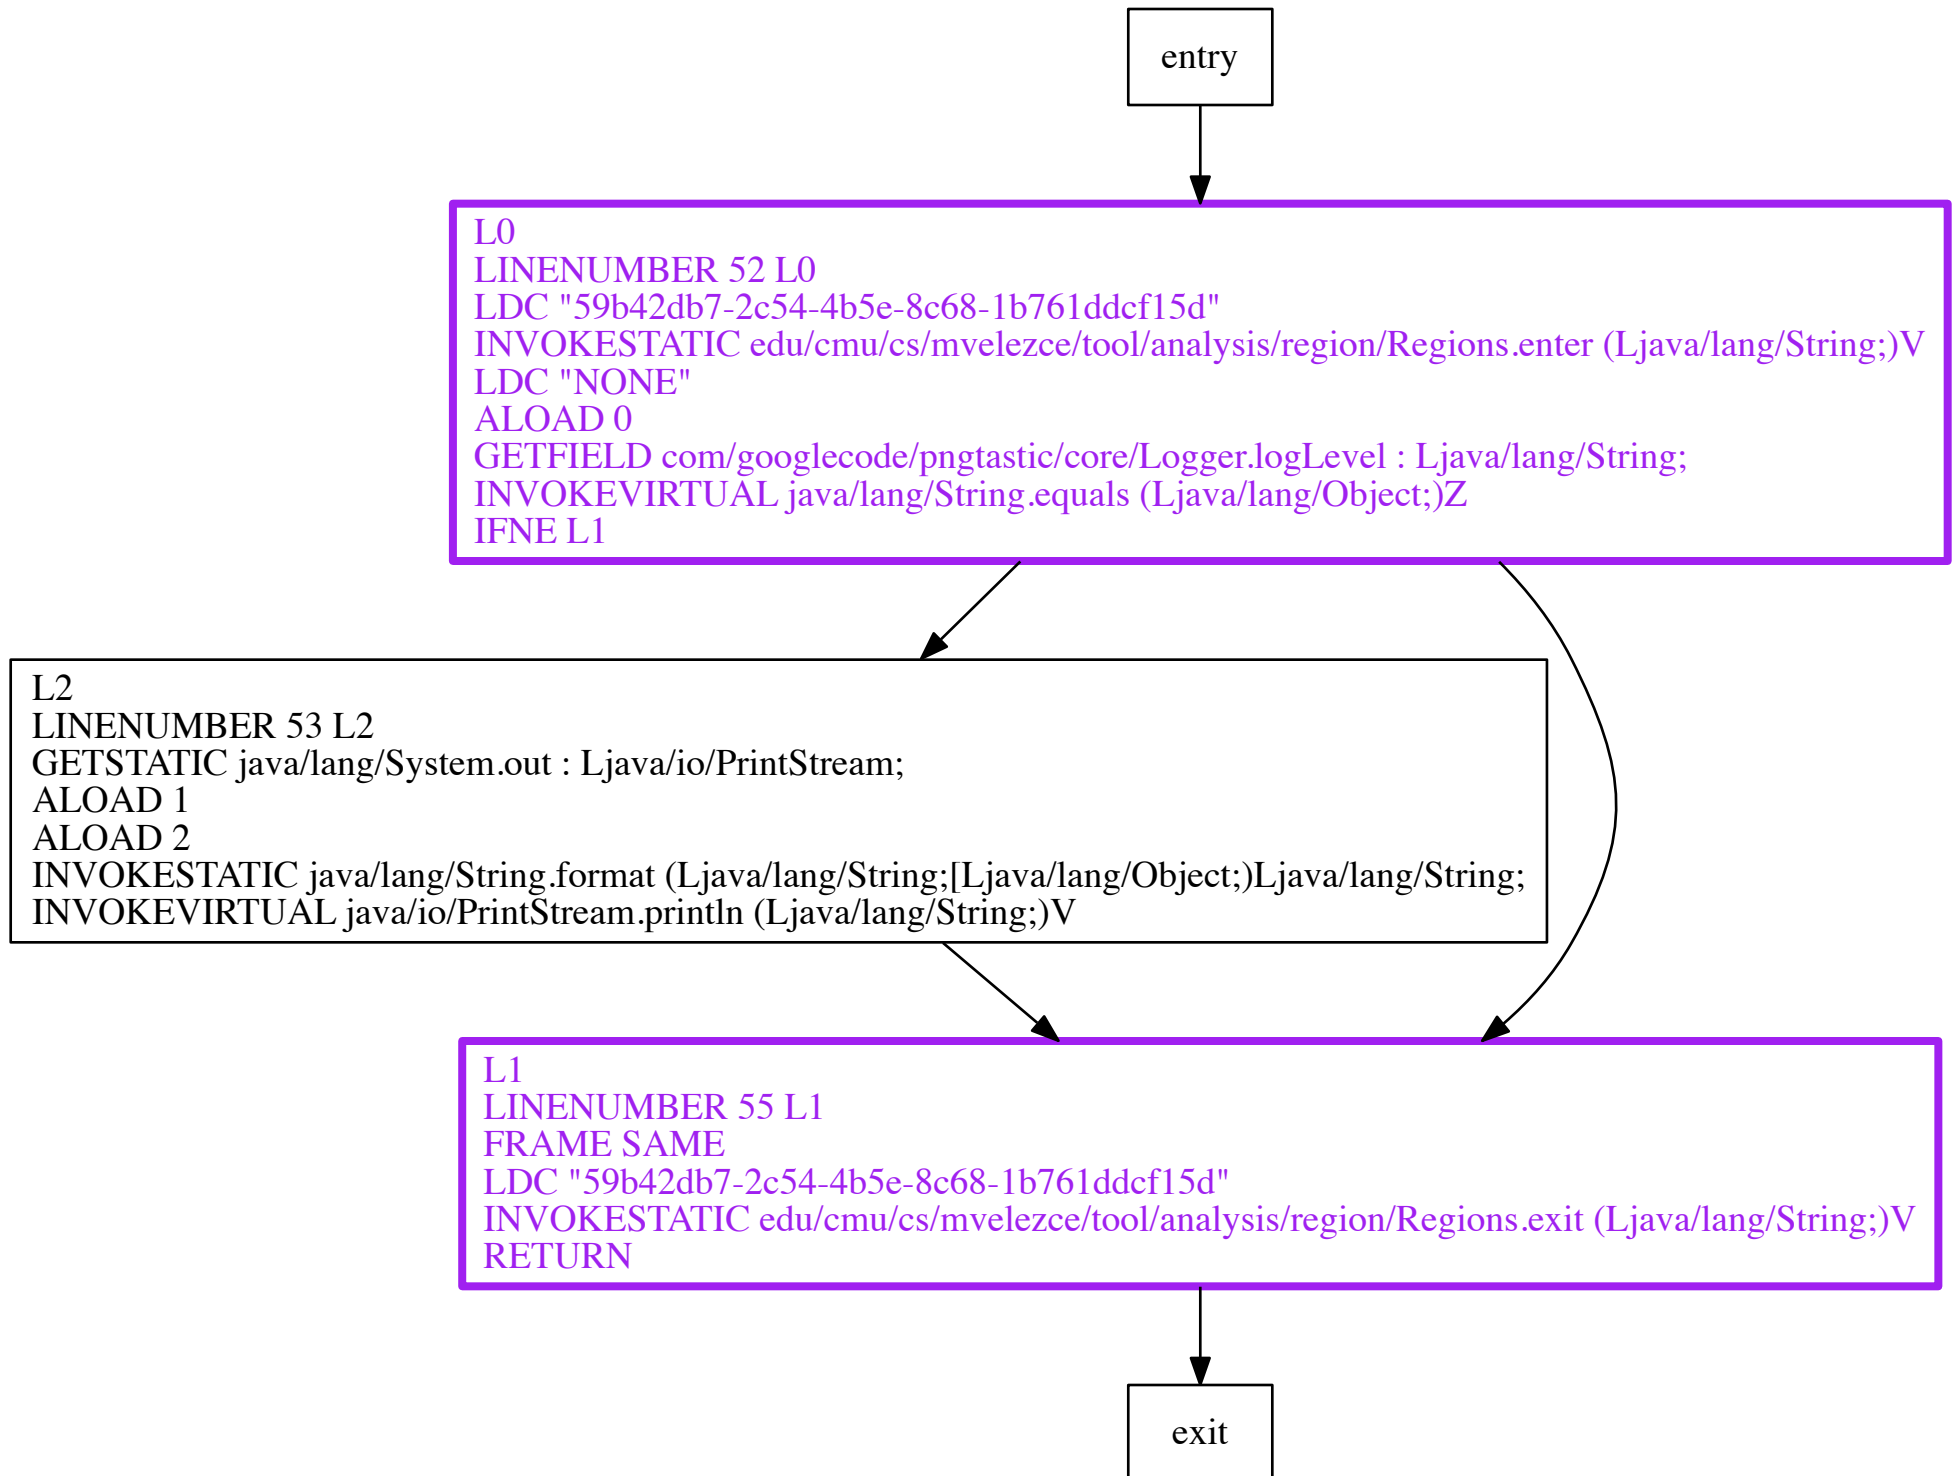 entry
L0
LINENUMBER 52 L0
LDC "59b42db7-2c54-4b5e-8c68-1b761ddcf15d"
INVOKESTATIC edu/cmu/cs/mvelezce/tool/analysis/region/Regions.enter (Ljava/lang/String;)V
LDC "NONE"
ALOAD 0
GETFIELD com/googlecode/pngtastic/core/Logger.logLevel : Ljava/lang/String;
INVOKEVIRTUAL java/lang/String.equals (Ljava/lang/Object;)Z
IFNE L1
L2
LINENUMBER 53 L2
GETSTATIC java/lang/System.out : Ljava/io/PrintStream;
ALOAD 1
ALOAD 2
INVOKESTATIC java/lang/String.format (Ljava/lang/String;[Ljava/lang/Object;)Ljava/lang/String;
INVOKEVIRTUAL java/io/PrintStream.println (Ljava/lang/String;)V
L1
LINENUMBER 55 L1
FRAME SAME
LDC "59b42db7-2c54-4b5e-8c68-1b761ddcf15d"
INVOKESTATIC edu/cmu/cs/mvelezce/tool/analysis/region/Regions.exit (Ljava/lang/String;)V
RETURN
exit